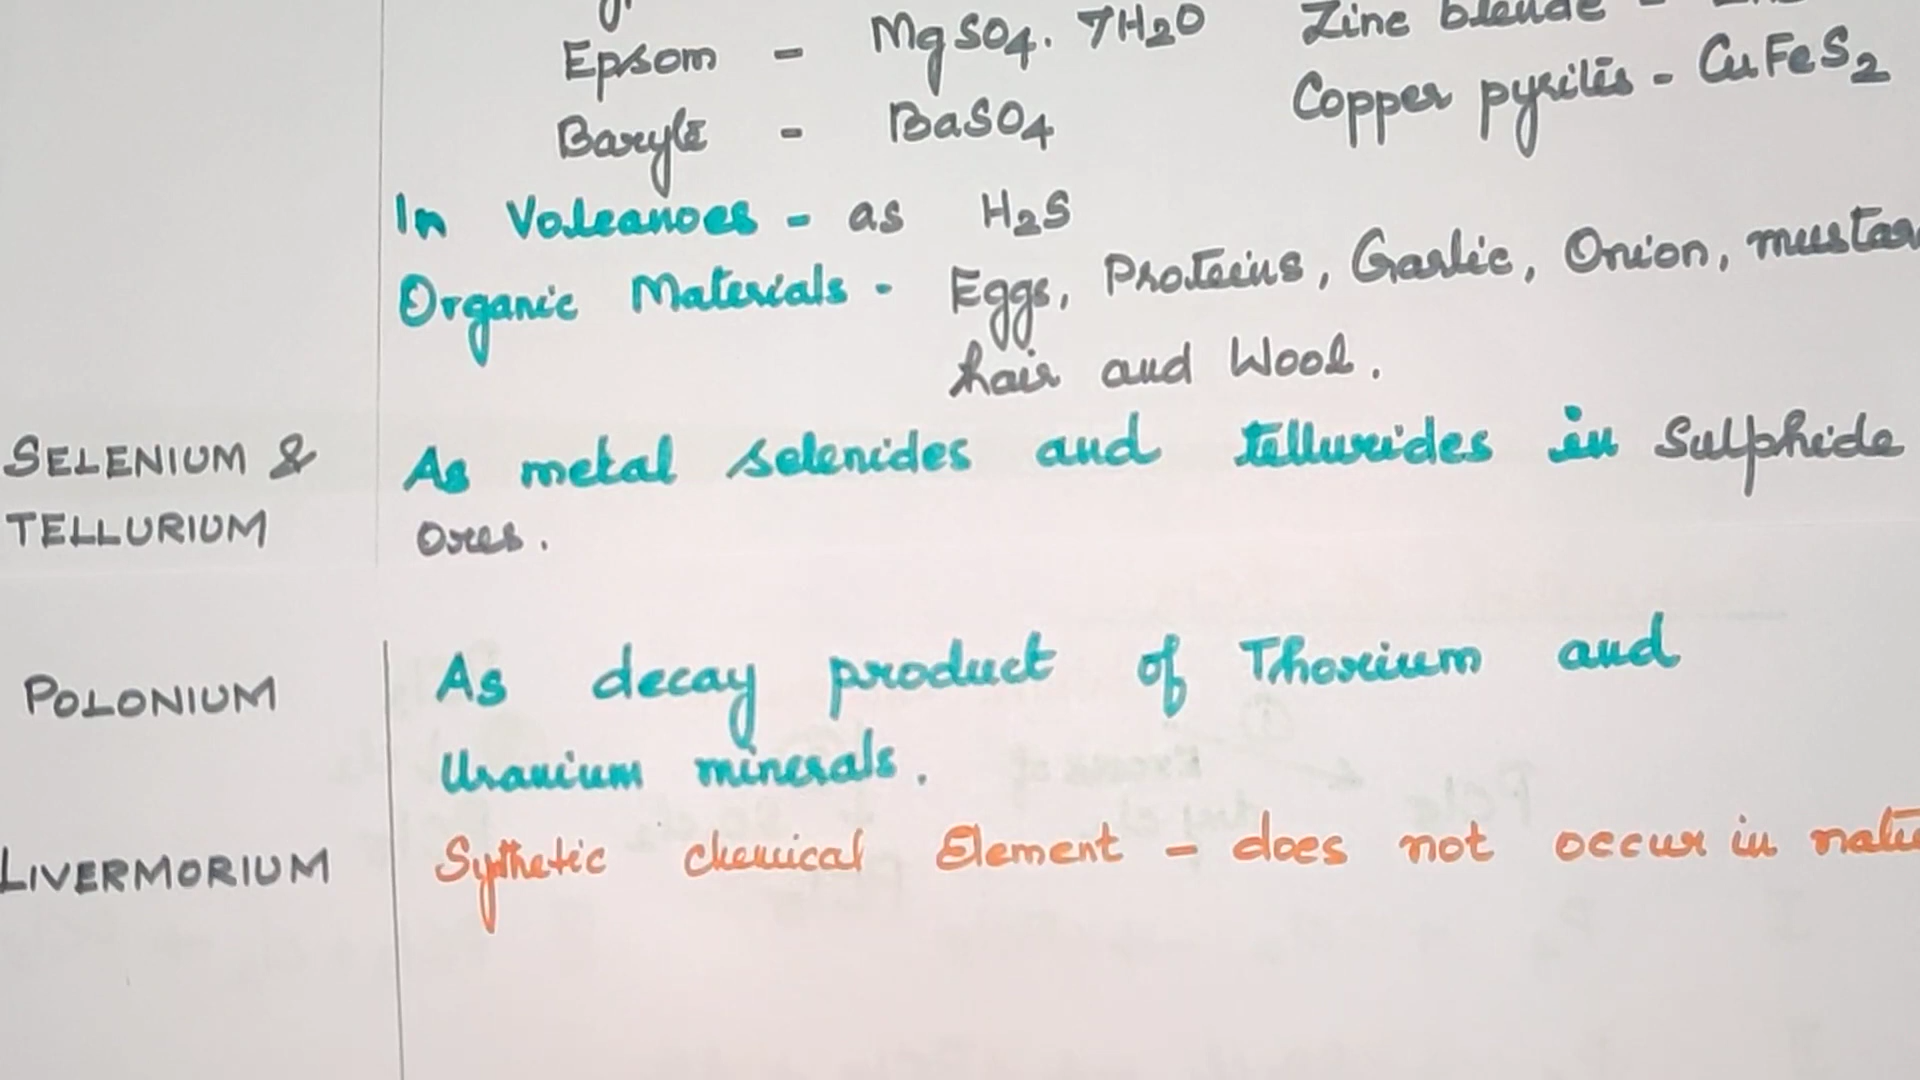 Epsom - MgSO4. 7H2O
Zinc blende -
Baryte - BaSO4
Copper pyrites - CuFeS2
In Volcanoes - as H2S
Organic Materials - Eggs, Proteins, Garlic, Onion,
hair and Wool.
SELENIUM &
TELLURIUM
As metal selenides and tellurides in Sulphide
Ores.
POLONIUM
As decay product of Thorium and
Uranium minerals.
LIVERMORIUM
Synthetic chemical Element - does not occur in